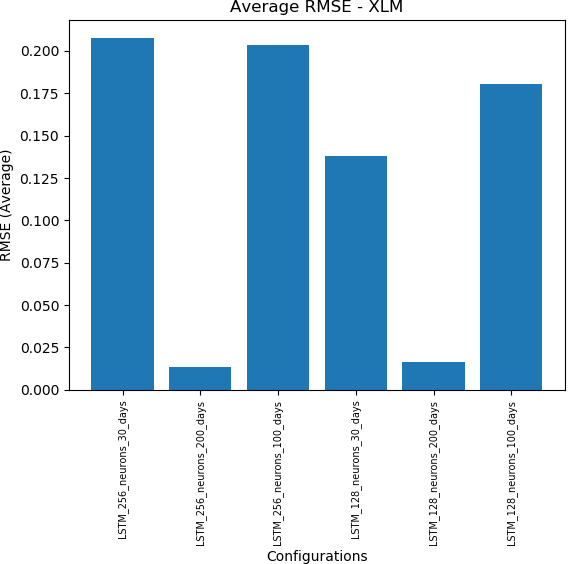 Average RMSE - XLM
RMSE (Average)
0.200
0.175
0.150
0.125
0.100
0.075
0.050
0.025
0.000
LSTM_256_neurons_30_days
LSTM_256_neurons_200_days
LSTM_256_neurons_100_days
LSTM_128_neurons_30_days
LSTM_128_neurons_200_days
LSTM_128_neurons_100_days
Configurations